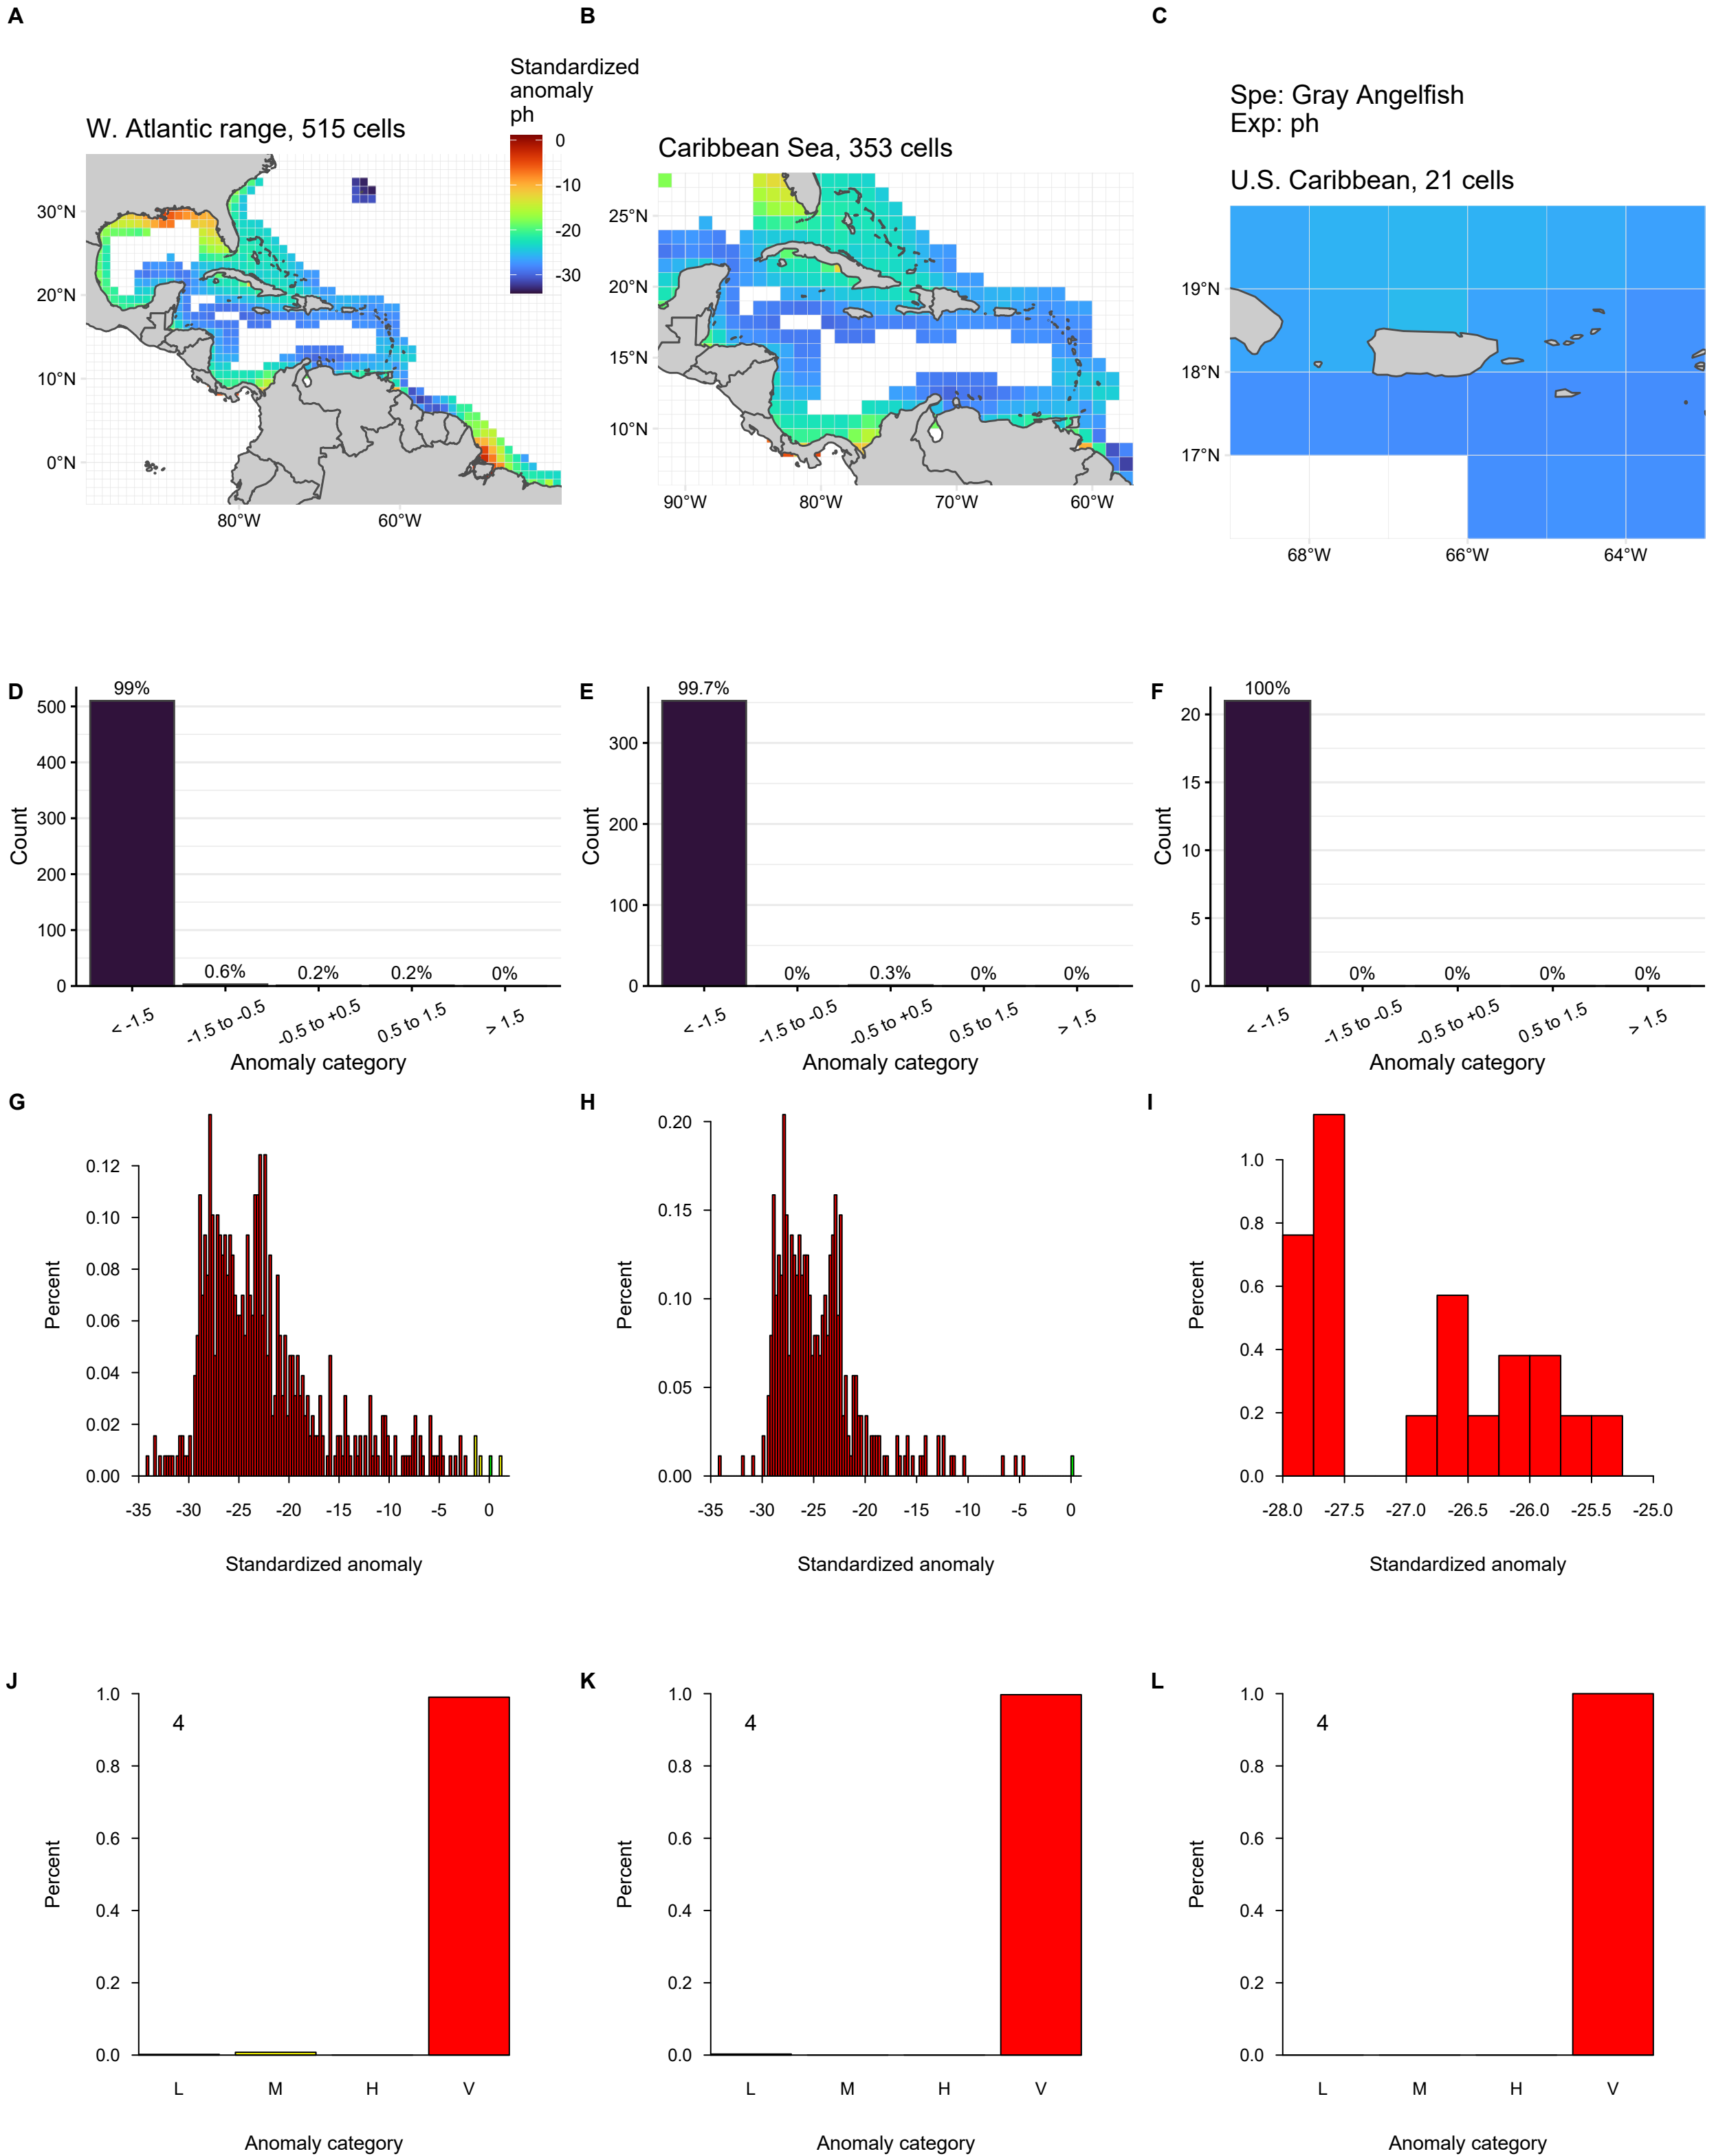 A
B
C
Standardized
anomaly
ph
Spe: Gray Angelfish
Exp: ph
W. Atlantic range, 515 cells
Caribbean Sea, 353 cells
U.S. Caribbean, 21 cells
0
-10
-20
-30
30°N
20°N
10°N
0°N
80°W
60°W
25°N
20°N
15°N
10°N
90°W
80°W
70°W
60°W
19°N
18°N
17°N
68°W
66°W
64°W
D
99%
500
400
300
200
100
0
Count
0.6%
0.2%
0.2%
0%
< -1.5
-1.5 to -0.5
-0.5 to +0.5
0.5 to 1.5
> 1.5
Anomaly category
E
99.7%
300
200
100
0
Count
0%
0.3%
0%
0%
< -1.5
-1.5 to -0.5
-0.5 to +0.5
0.5 to 1.5
> 1.5
Anomaly category
F
100%
20
15
10
5
0
Count
0%
0%
0%
0%
< -1.5
-1.5 to -0.5
-0.5 to +0.5
0.5 to 1.5
> 1.5
Anomaly category
G
0.12
0.10
0.08
0.06
0.04
0.02
0.00
Percent
-35
-30
-25
-20
-15
-10
-5
0
Standardized anomaly
H
0.20
0.15
0.10
0.05
0.00
Percent
-35
-30
-25
-20
-15
-10
-5
0
Standardized anomaly
I
1.0
0.8
0.6
0.4
0.2
0.0
Percent
-28.0
-27.5
-27.0
-26.5
-26.0
-25.5
-25.0
Standardized anomaly
J
4
1.0
0.8
0.6
0.4
0.2
0.0
Percent
L
M
H
V
Anomaly category
K
4
1.0
0.8
0.6
0.4
0.2
0.0
Percent
L
M
H
V
Anomaly category
L
4
1.0
0.8
0.6
0.4
0.2
0.0
Percent
L
M
H
V
Anomaly category